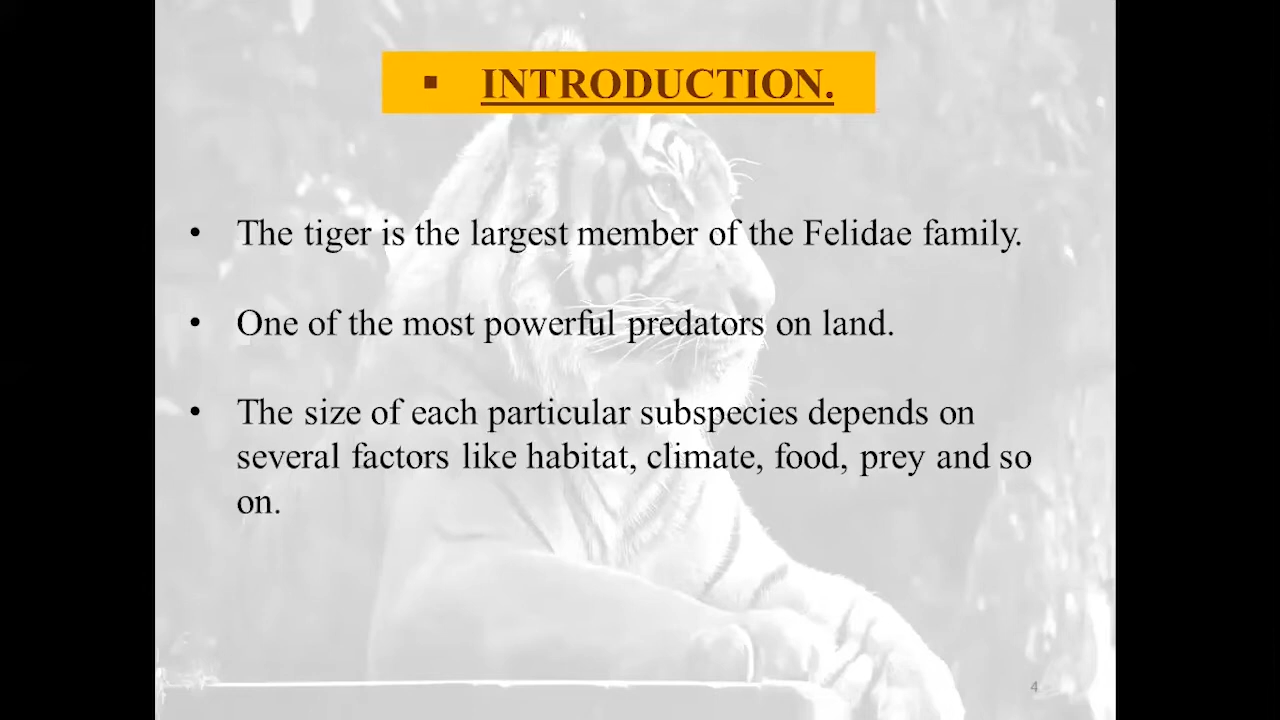 ▪ INTRODUCTION.
• The tiger is the largest member of the Felidae family.
• One of the most powerful predators on land.
• The size of each particular subspecies depends on
several factors like habitat, climate, food, prey and so
on.
4